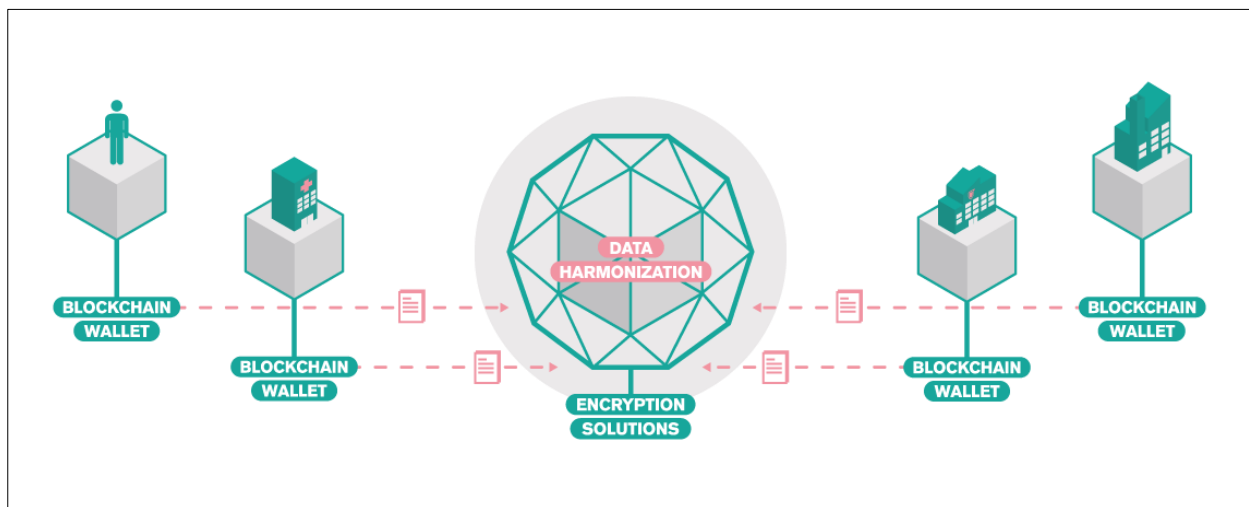 DATA
HARMONIZATION
BLOCKCHAIN
WALLET
BLOCKCHAIN
WALLET
BLOCKCHAIN
WALLET
BLOCKCHAIN
WALLET
ENCRYPTION
SOLUTIONS